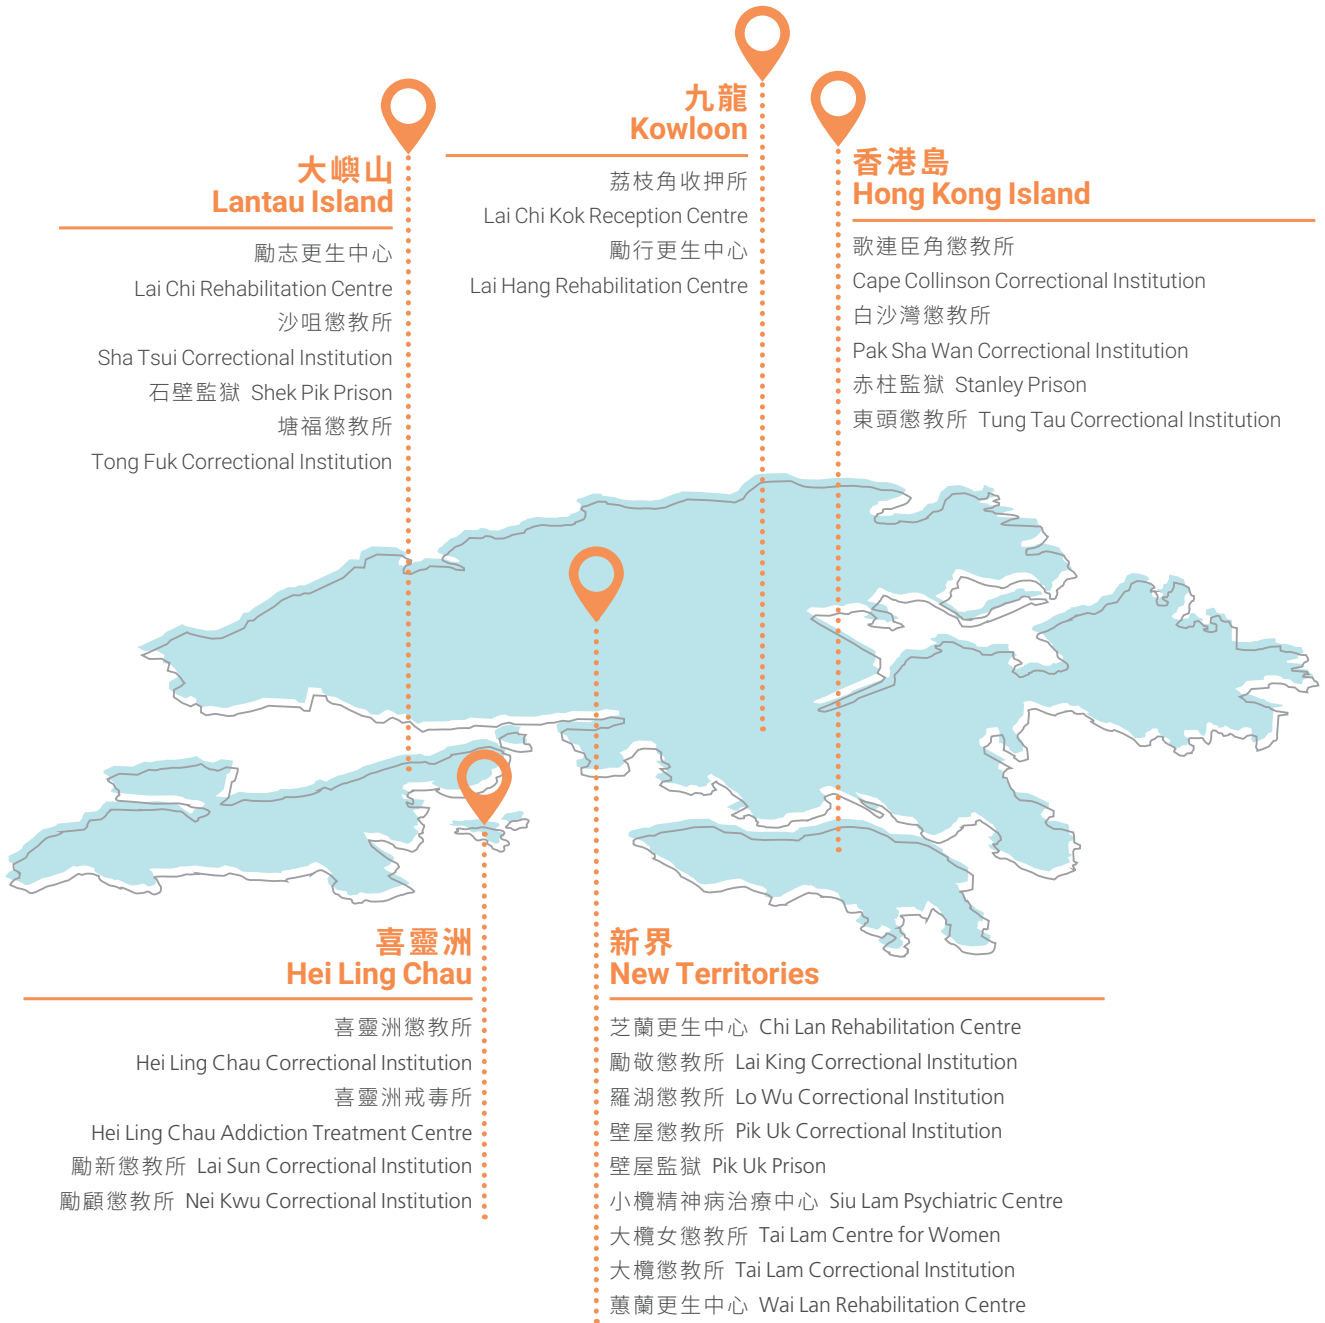 九龍
Kowloon
荔枝角收押所
Lai Chi Kok Reception Centre
勵行更生中心
Lai Hang Rehabilitation Centre
大嶼山
Lantau Island
勵志更生中心
Lai Chi Rehabilitation Centre
沙咀懲教所
Sha Tsui Correctional Institution
石壁監獄 Shek Pik Prison
塘福懲教所
Tong Fuk Correctional Institution
香港島
Hong Kong Island
歌連臣角懲教所
Cape Collinson Correctional Institution
白沙灣懲教所
Pak Sha Wan Correctional Institution
赤柱監獄 Stanley Prison
東頭懲教所 Tung Tau Correctional Institution
喜靈洲
Hei Ling Chau
喜靈洲懲教所
Hei Ling Chau Correctional Institution
喜靈洲戒毒所
Hei Ling Chau Addiction Treatment Centre
勵新懲教所 Lai Sun Correctional Institution
勵顧懲教所 Nei Kwu Correctional Institution
新界
New Territories
芝蘭更生中心 Chi Lan Rehabilitation Centre
勵敬懲教所 Lai King Correctional Institution
羅湖懲教所 Lo Wu Correctional Institution
壁屋懲教所 Pik Uk Correctional Institution
壁屋監獄 Pik Uk Prison
小欖精神病治療中心 Siu Lam Psychiatric Centre
大欖女懲教所 Tai Lam Centre for Women
大欖懲教所 Tai Lam Correctional Institution
蕙蘭更生中心 Wai Lan Rehabilitation Centre